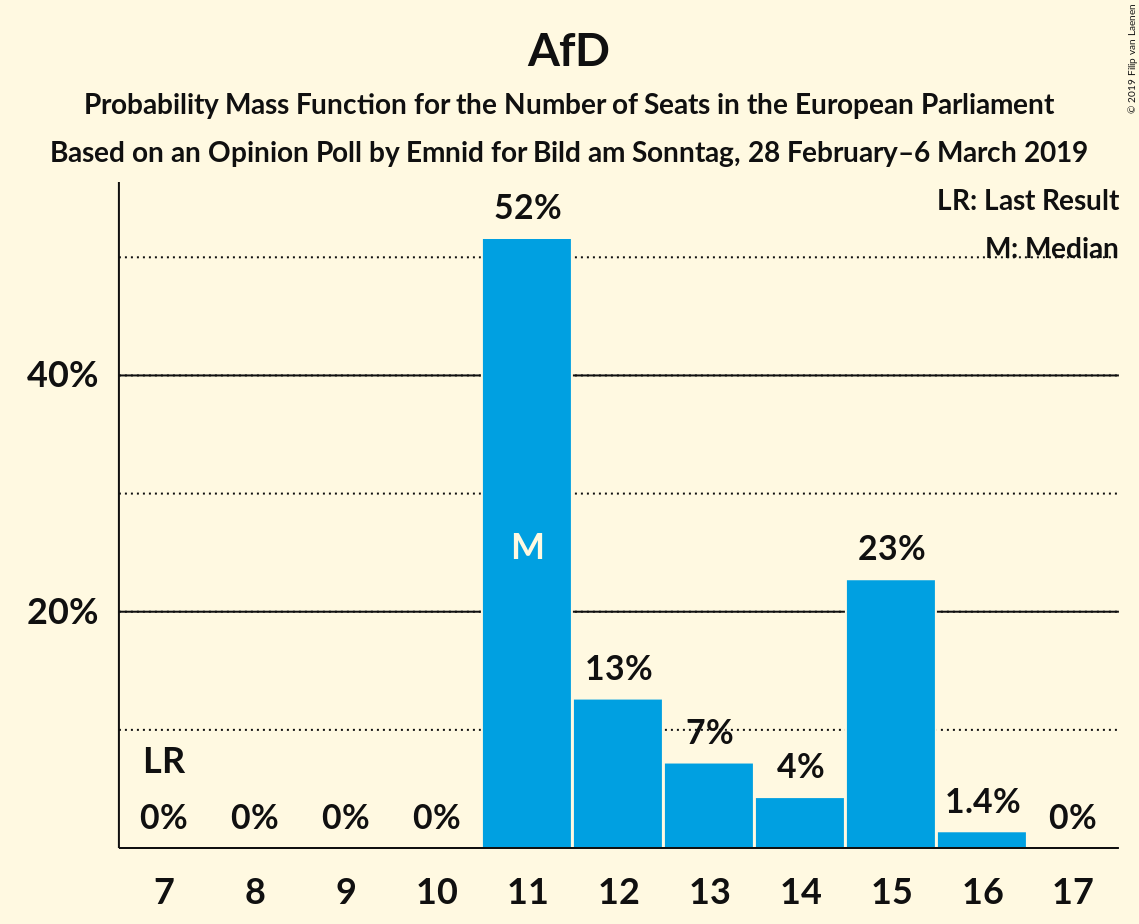 AfD
Probability Mass Function for the Number of Seats in the European Parliament
Based on an Opinion Poll by Emnid for Bild am Sonntag, 28 February–6 March 2019
© 2019 Filip van Laenen
LR: Last Result
M: Median
52%
40%
M
23%
20%
13%
7%
LR
4%
1.4%
0% 0% 0% 0% 0%
7 8 9 10 11 12 13 14 15 16 17